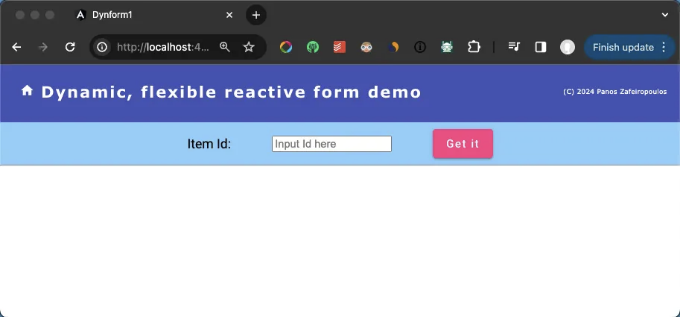 Dynform1
http://localhost:4...
Finish update
Dynamic, flexible reactive form demo
(C) 2024 Panos Zafeiropoulos
Item Id:
Input Id here
Get it